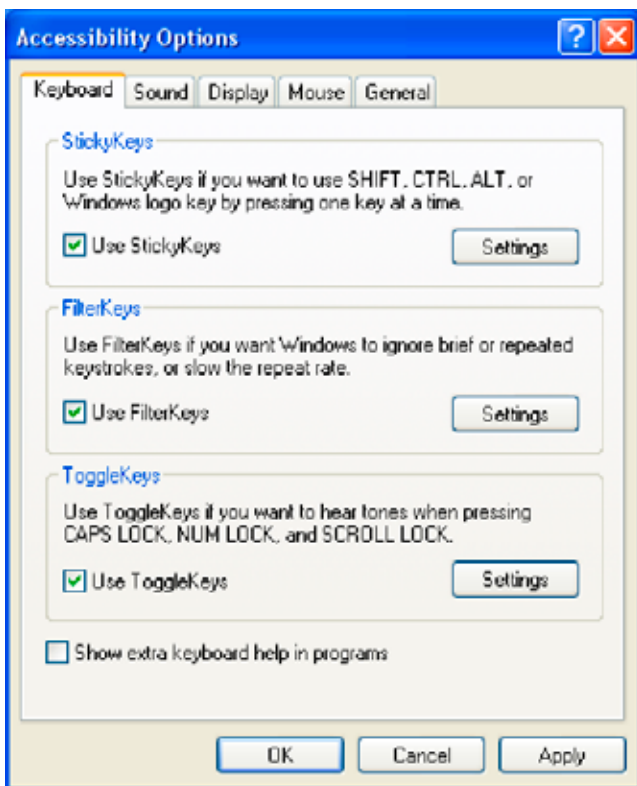 Accessibility Options
Keyboard Sound Display Mouse General
StickyKeys
Use StickyKeys if you want to use SHIFT, CTRL, ALT, or
Windows logo key by pressing one key at a time.
Use StickyKeys Settings
FilterKeys
Use FilterKeys if you want Windows to ignore brief or repeated
keystrokes, or slow the repeat rate.
Use FilterKeys Settings
ToggleKeys
Use ToggleKeys if you want to hear tones when pressing
CAPS LOCK, NUM LOCK, and SCROLL LOCK.
Use ToggleKeys Settings
Show extra keyboard help in programs
OK Cancel Apply